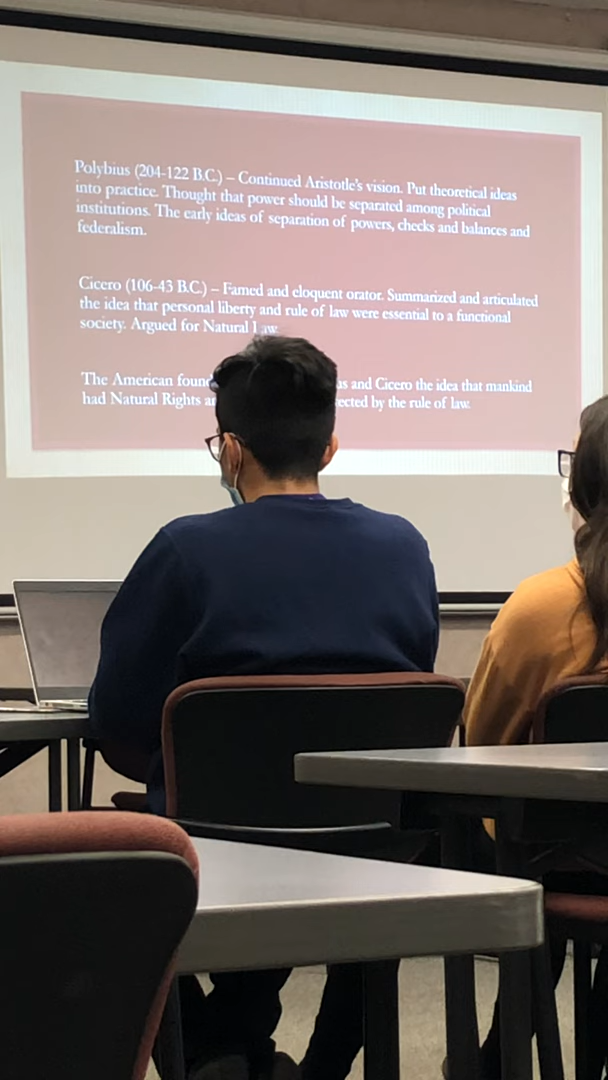 Polybius (204-122 B.C.) – Continued Aristotle's vision. Put theoretical ideas
into practice. Thought that power should be separated among political
institutions. The early ideas of separation of powers, checks and balances and
federalism.
Cicero (106-43 B.C.) – Famed and eloquent orator. Summarized and articulated
the idea that personal liberty and rule of law were essential to a functional
society. Argued for Natural Law
The American and Cicero the idea that mankind
had Natural Rights by the rule of law.